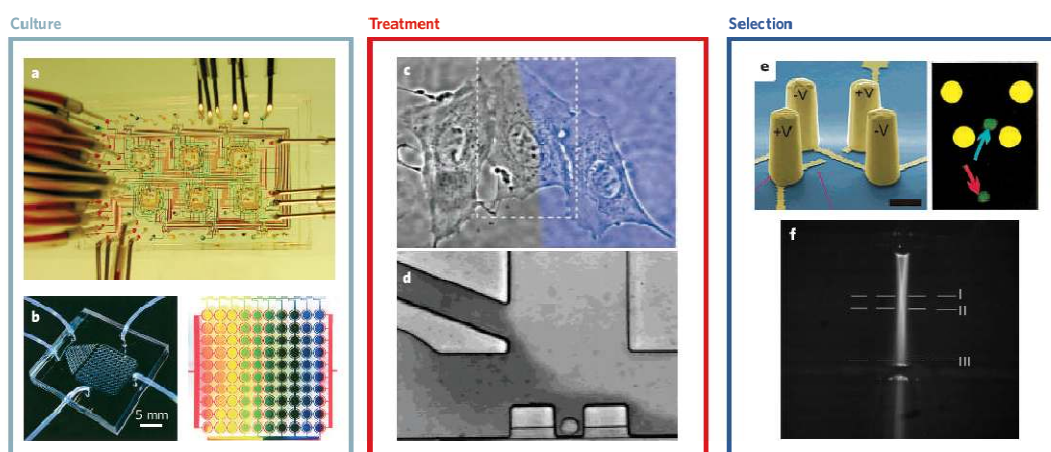 Culture
Treatment
Selection
a
b
5 mm
c
d
e
-V
+V
+V
-V
f
I
II
III